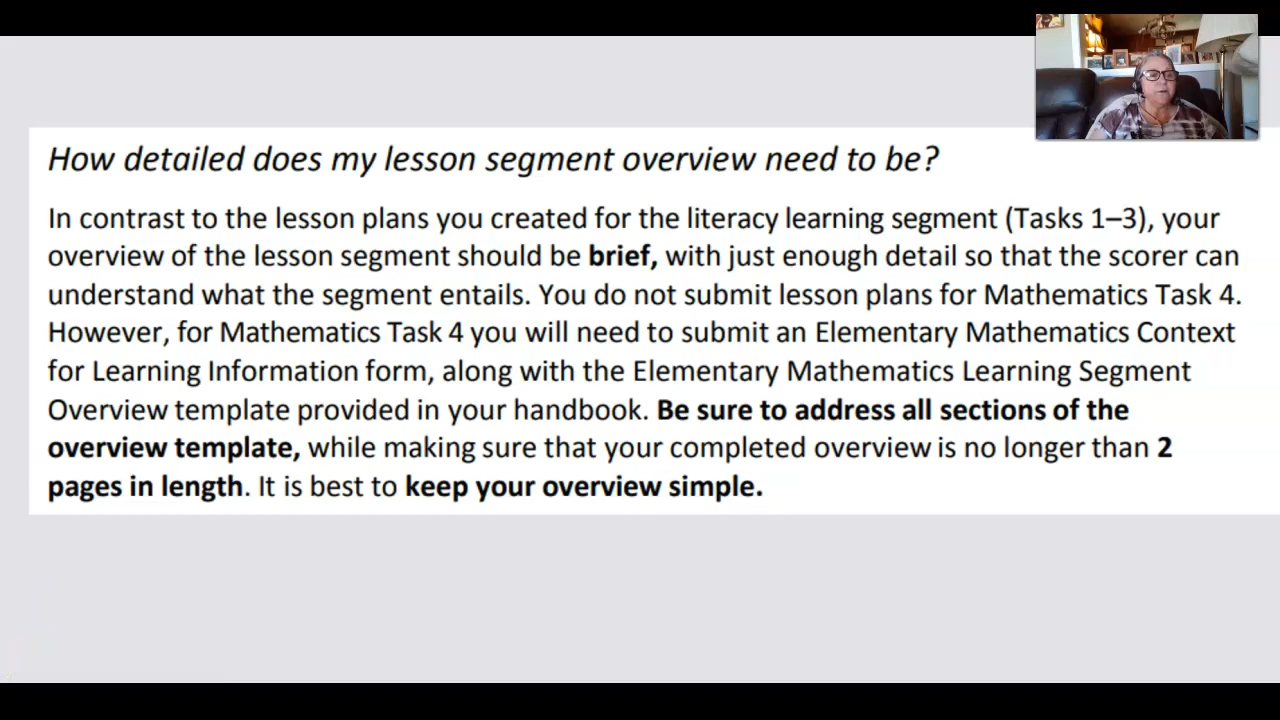 How detailed does my lesson segment overview need to be?
In contrast to the lesson plans you created for the literacy learning segment (Tasks 1–3), your
overview of the lesson segment should be brief, with just enough detail so that the scorer can
understand what the segment entails. You do not submit lesson plans for Mathematics Task 4.
However, for Mathematics Task 4 you will need to submit an Elementary Mathematics Context
for Learning Information form, along with the Elementary Mathematics Learning Segment
Overview template provided in your handbook. Be sure to address all sections of the
overview template, while making sure that your completed overview is no longer than 2
pages in length. It is best to keep your overview simple.